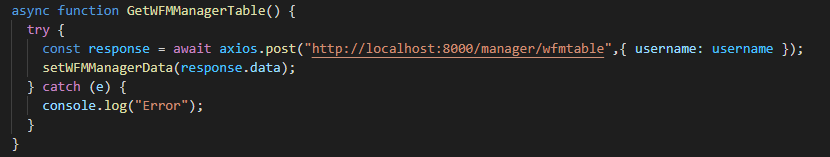 async function GetWFMManagerTable() {
try {
const response = await axios.post("http://localhost:8000/manager/wfmtable",{ username: username });
setWFMManagerData(response.data);
} catch (e) {
console.log("Error");
}
}